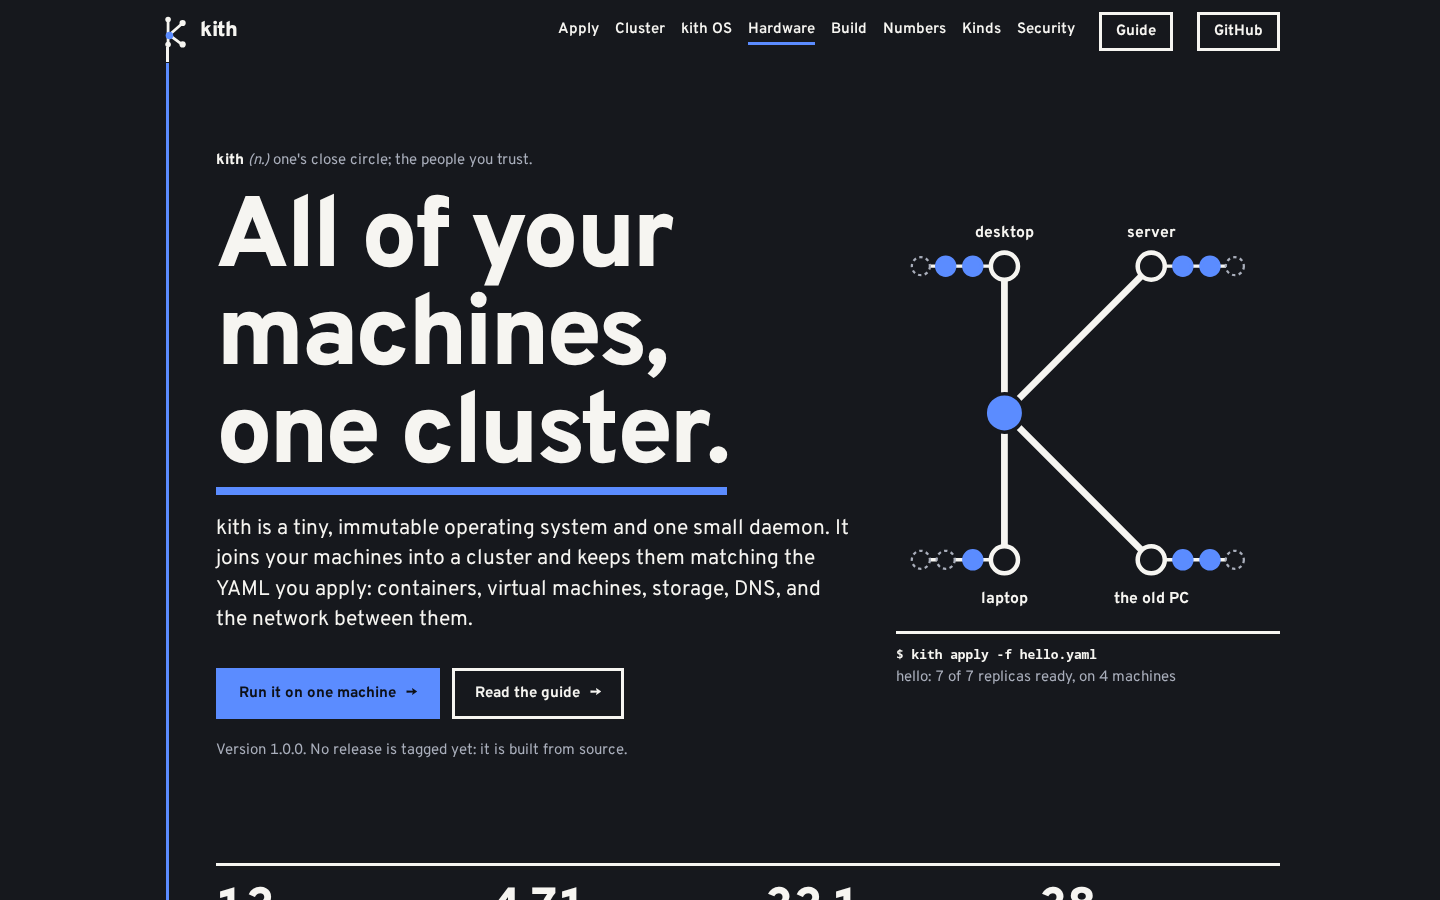 kith
Apply Cluster kith OS Hardware Build Numbers Kinds Security Guide GitHub
kith (n.) one's close circle; the people you trust.
All of your
machines,
one cluster.
kith is a tiny, immutable operating system and one small daemon. It
joins your machines into a cluster and keeps them matching the
YAML you apply: containers, virtual machines, storage, DNS, and
the network between them.
Run it on one machine →
Read the guide →
Version 1.0.0. No release is tagged yet: it is built from source.
desktop
server
laptop
the old PC
$ kith apply -f hello.yaml
hello: 7 of 7 replicas ready, on 4 machines